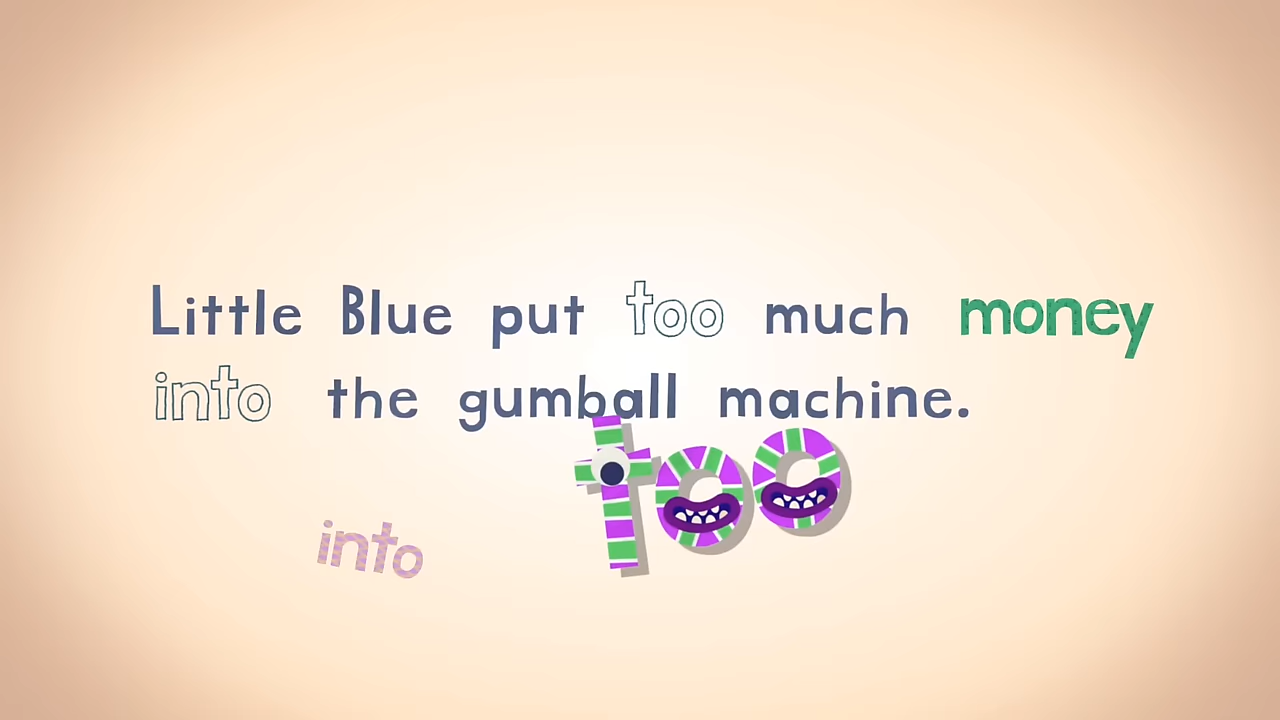 Little Blue put too much money
into the gumball machine.
too
into